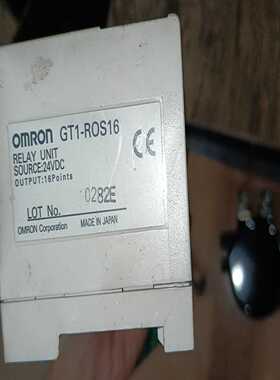 OMRON GT1-ROS16
RELAY UNIT
SOURCE:24VDC
OUTPUT:16Points
CE
LOT No. 0282E
OMRON Corporation MADE IN JAPAN